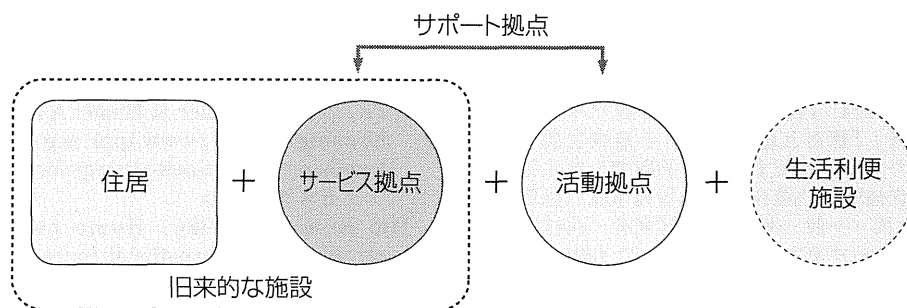 サポート拠点
住居
+
サービス拠点
+
活動拠点
+
生活利便
施設
旧来的な施設